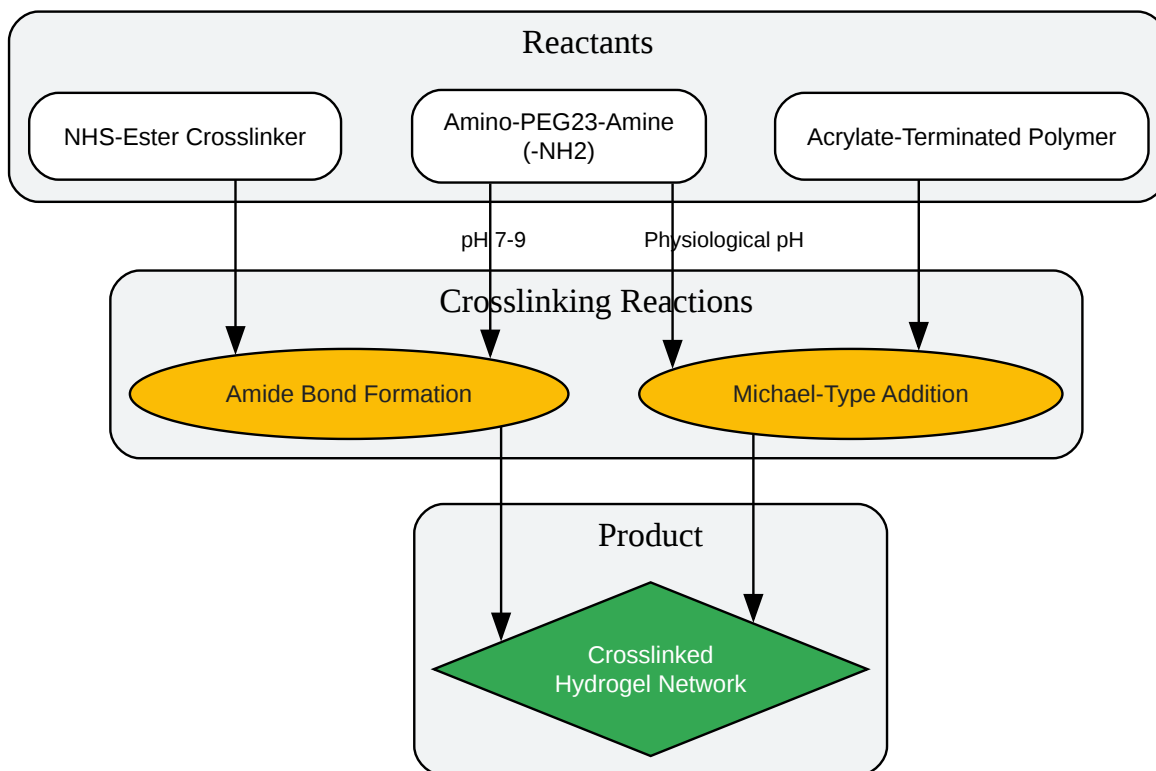 Reactants
NHS-Ester Crosslinker
Amino-PEG23-Amine
(-NH2)
Acrylate-Terminated Polymer
pH 7-9
Physiological pH
Crosslinking Reactions
Amide Bond Formation
Michael-Type Addition
Product
Crosslinked
Hydrogel Network